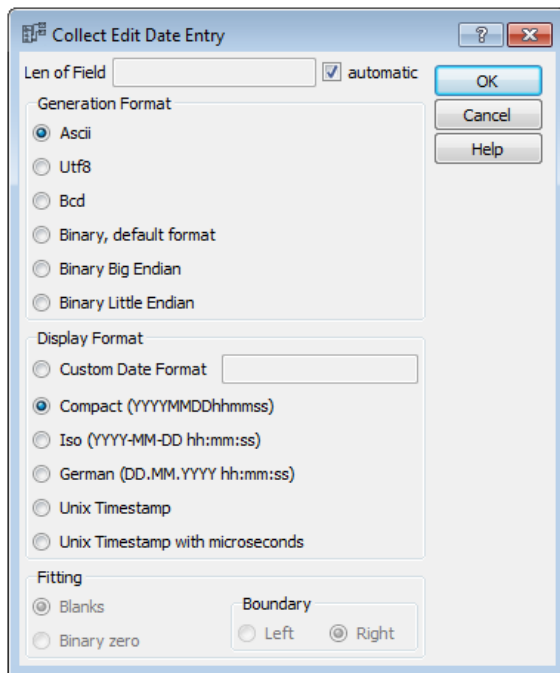 Collect Edit Date Entry
Len of Field automatic
OK
Cancel
Help
Generation Format
Ascii
Utf8
Bcd
Binary, default format
Binary Big Endian
Binary Little Endian
Display Format
Custom Date Format
Compact (YYYYMMDDhhmmss)
Iso (YYYY-MM-DD hh:mm:ss)
German (DD.MM.YYYY hh:mm:ss)
Unix Timestamp
Unix Timestamp with microseconds
Fitting
Blanks
Binary zero
Boundary
Left Right